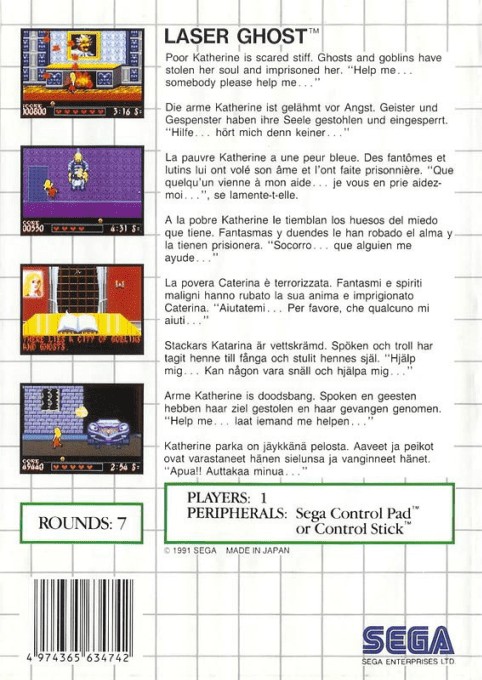 LASER GHOST™
Poor Katherine is scared stiff. Ghosts and goblins have
stolen her soul and imprisoned her. "Help me...
somebody please help me..."
Die arme Katherine ist gelähmt vor Angst. Geister und
Gespenster haben ihre Seele gestohlen und eingesperrt.
"Hilfe... hört mich denn keiner..."
La pauvre Katherine a une peur bleue. Des fantômes et
lutins lui ont volé son âme et l'ont faite prisonnière. "Que
quelqu'un vienne à mon aide... je vous en prie aidez-
moi...", se lamente-t-elle.
A la pobre Katherine le tiemblan los huesos del miedo
que tiene. Fantasmas y duendes le han robado el alma y
la tienen prisionera. "Socorro... que alguien me
ayude..."
La povera Caterina è terrorizzata. Fantasmi e spiriti
maligni hanno rubato la sua anima e imprigionato
Caterina. "Aiutatemi... Per favore, che qualcuno mi
aiuti..."
Stackars Katarina är vettskrämd. Spöken och troll har
tagit henne till fånga och stulit hennes själ. "Hjälp
mig... Kan någon vara snäll och hjälpa mig..."
Arme Katherine is doodsbang. Spoken en geesten
hebben haar ziel gestolen en haar gevangen genomen.
"Help me... laat iemand me helpen..."
Katherine parka on jäykkänä pelosta. Aaveet ja peikot
ovat varastaneet hänen sielunsa ja vanginneet hänet.
"Apua!! Auttakaa minua..."
SCORE
100800 3:16 S:
SCORE
00550 4:31 S:
THERE LIES A CITY OF GOBLINS
AND GHOSTS.
SCORE
2:56 S:
ROUNDS: 7
PLAYERS: 1
PERIPHERALS: Sega Control Pad™
or Control Stick™
© 1991 SEGA MADE IN JAPAN
4 974365 634742
SEGA
SEGA ENTERPRISES LTD.